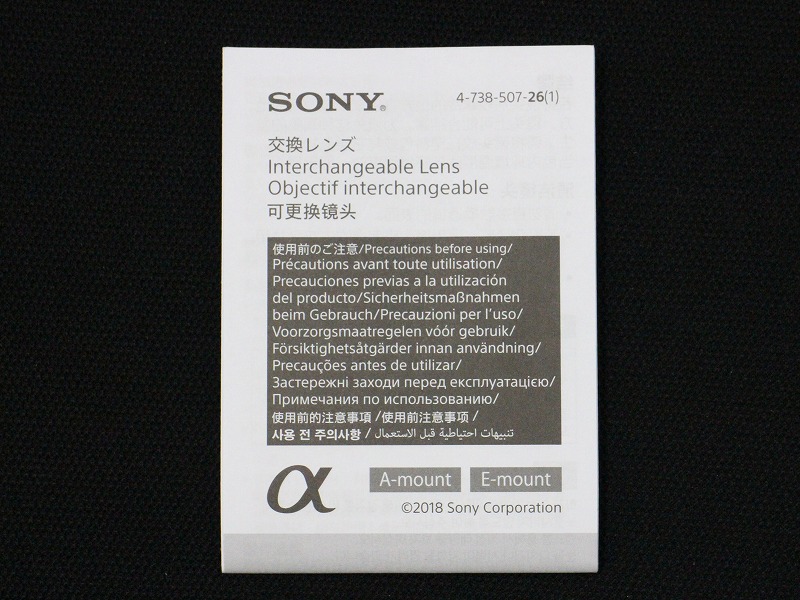 SONY®
4-738-507-26(1)
交換レンズ
Interchangeable Lens
Objectif interchangeable
可更换镜头
使用前のご注意/Precautions before using/
Précautions avant toute utilisation/
Precauciones previas a la utilización
del producto/Sicherheitsmaßnahmen
beim Gebrauch/Precauzioni per l'uso/
Voorzorgsmaatregelen vóór gebruik/
Försiktighetsåtgärder innan användning/
Precauções antes de utilizar/
Застережні заходи перед експлуатацією/
Примечания по использованию/
使用前的注意事項 /使用前注意事项 /
사용 전 주의사항 / تنبيهات احتياطية قبل الاستعمال
α
A-mount E-mount
©2018 Sony Corporation